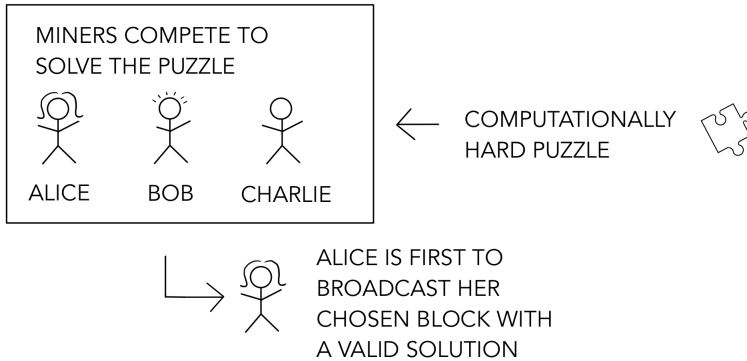 MINERS COMPETE TO
SOLVE THE PUZZLE
ALICE
BOB
CHARLIE
COMPUTATIONALLY
HARD PUZZLE
ALICE IS FIRST TO
BROADCAST HER
CHOSEN BLOCK WITH
A VALID SOLUTION